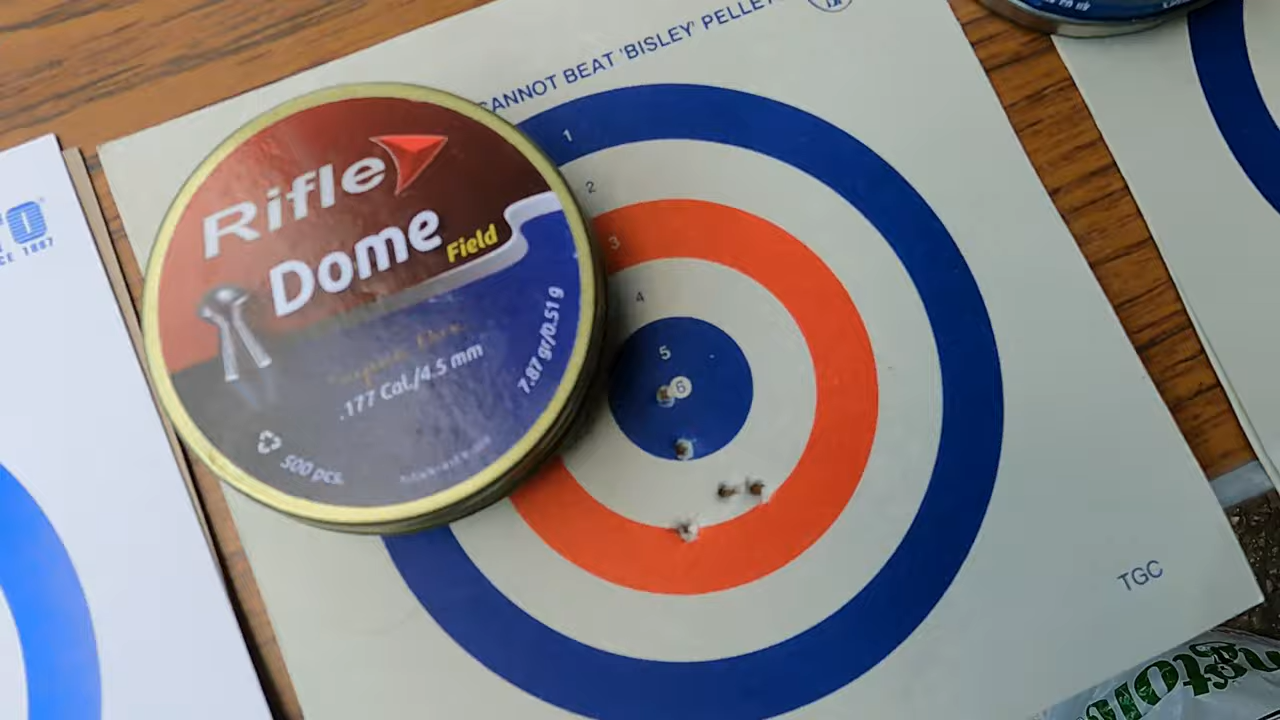 CANNOT BEAT 'BISLEY' PELLET
Rifle
Dome
Field
.177 Cal./4.5 mm
7.87 gr/0.51 g
500 pcs.
1
2
3
4
5
6
TGC
CE 1887